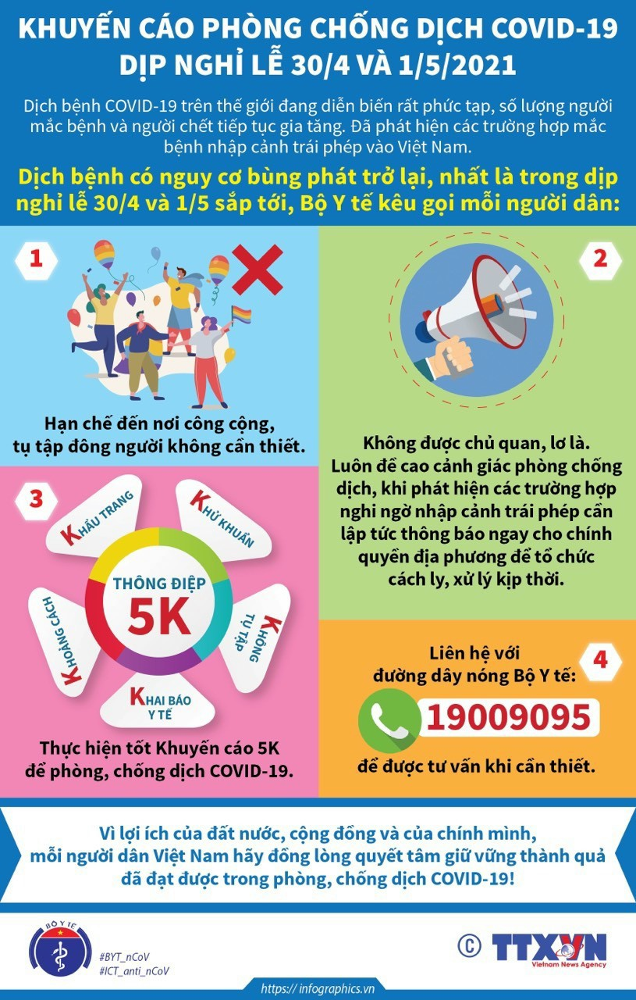 KHUYẾN CÁO PHÒNG CHỐNG DỊCH COVID-19
DỊP NGHỈ LỄ 30/4 VÀ 1/5/2021
Dịch bệnh COVID-19 trên thế giới đang diễn biến rất phức tạp, số lượng người
mắc bệnh và người chết tiếp tục gia tăng. Đã phát hiện các trường hợp mắc
bệnh nhập cảnh trái phép vào Việt Nam.
Dịch bệnh có nguy cơ bùng phát trở lại, nhất là trong dịp
nghỉ lễ 30/4 và 1/5 sắp tới, Bộ Y tế kêu gọi mỗi người dân:
1
Hạn chế đến nơi công cộng,
tụ tập đông người không cần thiết.
2
Không được chủ quan, lơ là.
Luôn đề cao cảnh giác phòng chống
dịch, khi phát hiện các trường hợp
nghi ngờ nhập cảnh trái phép cần
lập tức thông báo ngay cho chính
quyền địa phương để tổ chức
cách ly, xử lý kịp thời.
3
KHẨU TRANG
KHỬ KHUẨN
KHOẢNG CÁCH
THÔNG ĐIỆP
5K
KHÔNG
TỤ TẬP
KHAI BÁO
Y TẾ
Thực hiện tốt Khuyến cáo 5K
để phòng, chống dịch COVID-19.
4
Liên hệ với
đường dây nóng Bộ Y tế:
19009095
để được tư vấn khi cần thiết.
Vì lợi ích của đất nước, cộng đồng và của chính mình,
mỗi người dân Việt Nam hãy đồng lòng quyết tâm giữ vững thành quả
đã đạt được trong phòng, chống dịch COVID-19!
BỘ Y TẾ
#BYT_nCoV
#ICT_anti_nCoV
© TTXVN
Vietnam News Agency
https:// infographics.vn